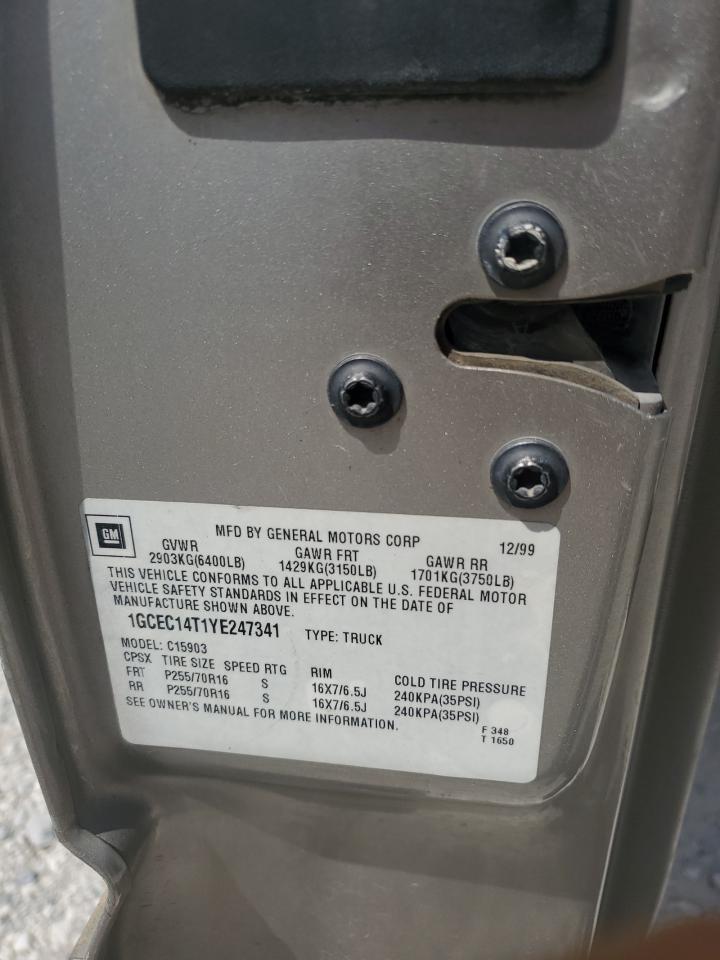 GM
MFD BY GENERAL MOTORS CORP 12/99
GVWR GAWR FRT GAWR RR
2903KG(6400LB) 1429KG(3150LB) 1701KG(3750LB)
THIS VEHICLE CONFORMS TO ALL APPLICABLE U.S. FEDERAL MOTOR
VEHICLE SAFETY STANDARDS IN EFFECT ON THE DATE OF
MANUFACTURE SHOWN ABOVE.
1GCEC14T1YE247341 TYPE: TRUCK
MODEL: C15903
CPSX TIRE SIZE SPEED RTG RIM COLD TIRE PRESSURE
FRT P255/70R16 S 16X7/6.5J 240KPA(35PSI)
RR P255/70R16 S 16X7/6.5J 240KPA(35PSI)
SEE OWNER'S MANUAL FOR MORE INFORMATION.
F 348
T 1650